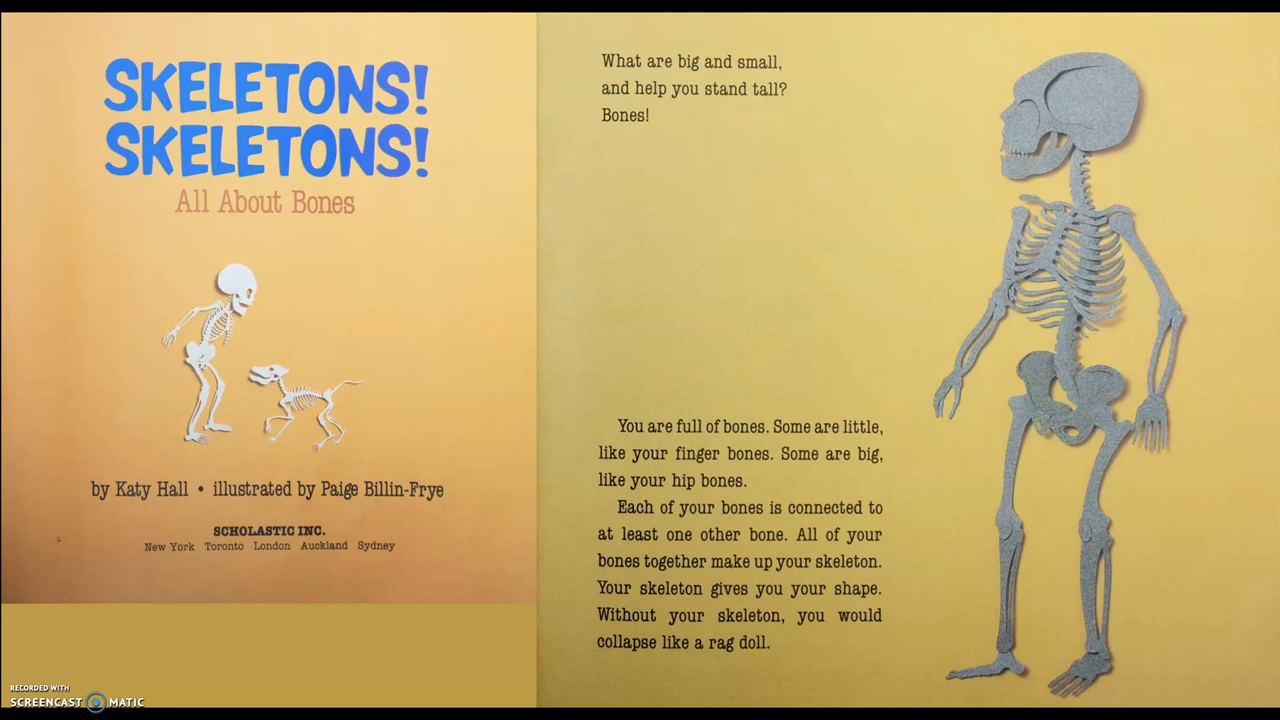 SKELETONS!
SKELETONS!
All About Bones
by Katy Hall • illustrated by Paige Billin-Frye
SCHOLASTIC INC.
New York Toronto London Auckland Sydney
What are big and small,
and help you stand tall?
Bones!
You are full of bones. Some are little,
like your finger bones. Some are big,
like your hip bones.
Each of your bones is connected to
at least one other bone. All of your
bones together make up your skeleton.
Your skeleton gives you your shape.
Without your skeleton, you would
collapse like a rag doll.
RECORDED WITH
SCREENCAST MATIC